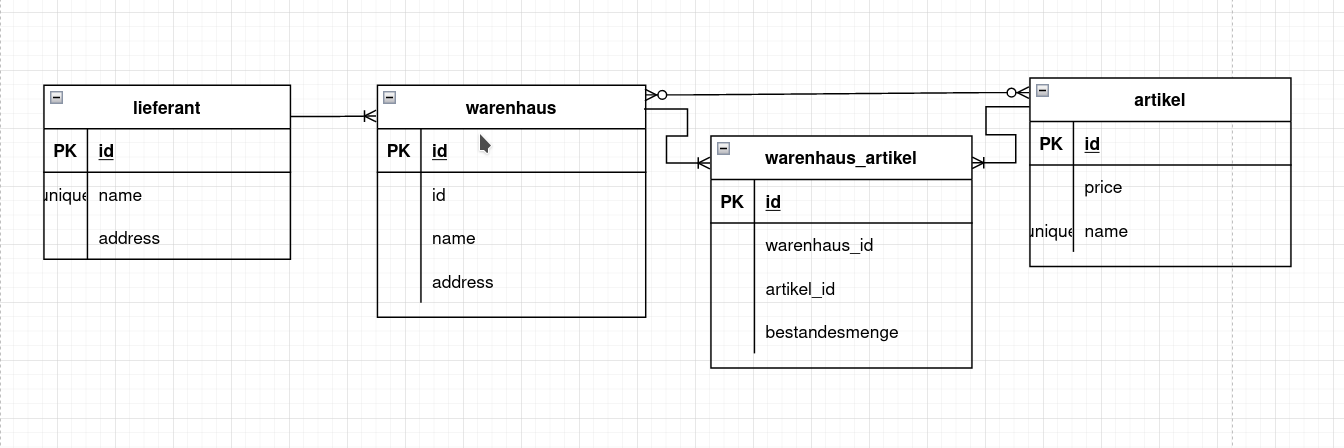 lieferant
PK id
unique name
address
warenhaus
PK id
id
name
address
warenhaus_artikel
PK id
warenhaus_id
artikel_id
bestandesmenge
artikel
PK id
price
unique name